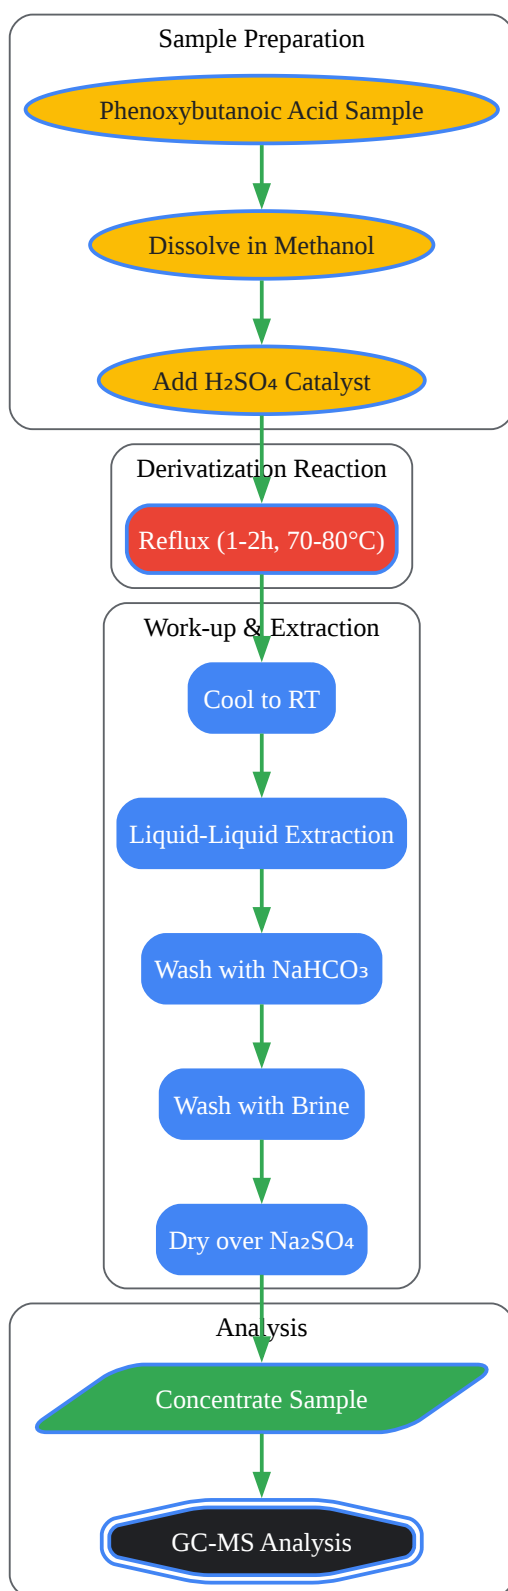 Sample Preparation
Phenoxybutanoic Acid Sample
Dissolve in Methanol
Add H₂SO₄ Catalyst
Derivatization Reaction
Reflux (1-2h, 70-80°C)
Work-up & Extraction
Cool to RT
Liquid-Liquid Extraction
Wash with NaHCO₃
Wash with Brine
Dry over Na₂SO₄
Analysis
Concentrate Sample
GC-MS Analysis